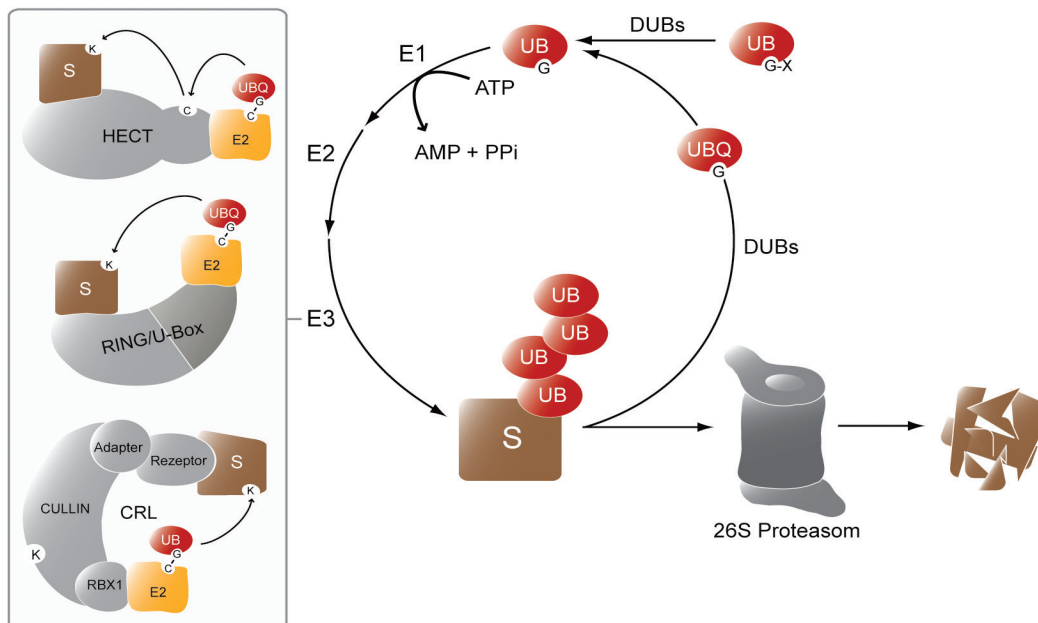 K
S
UBQ
G
C
C
HECT
E2
UBQ
G
C
K
E2
S
RING/U-Box
Adapter
Rezeptor
S
K
CULLIN
CRL
UB
G
K
C
RBX1
E2
E1
UB
G
DUBs
UB
G-X
ATP
AMP + PPi
E2
UBQ
G
DUBs
E3
UB
UB
UB
UB
S
26S Proteasom